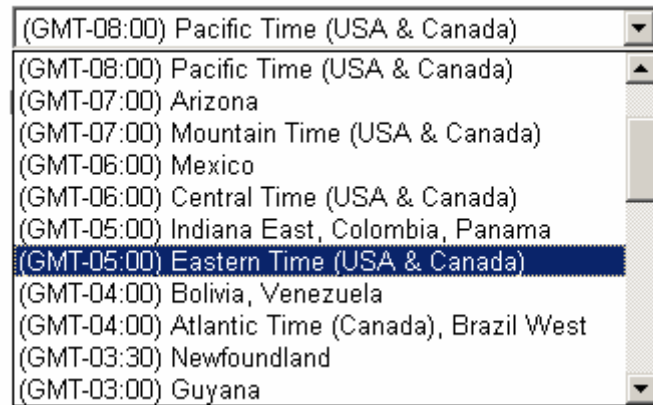 (GMT-08:00) Pacific Time (USA & Canada)
(GMT-08:00) Pacific Time (USA & Canada)
(GMT-07:00) Arizona
(GMT-07:00) Mountain Time (USA & Canada)
(GMT-06:00) Mexico
(GMT-06:00) Central Time (USA & Canada)
(GMT-05:00) Indiana East, Colombia, Panama
(GMT-05:00) Eastern Time (USA & Canada)
(GMT-04:00) Bolivia, Venezuela
(GMT-04:00) Atlantic Time (Canada), Brazil West
(GMT-03:30) Newfoundland
(GMT-03:00) Guyana